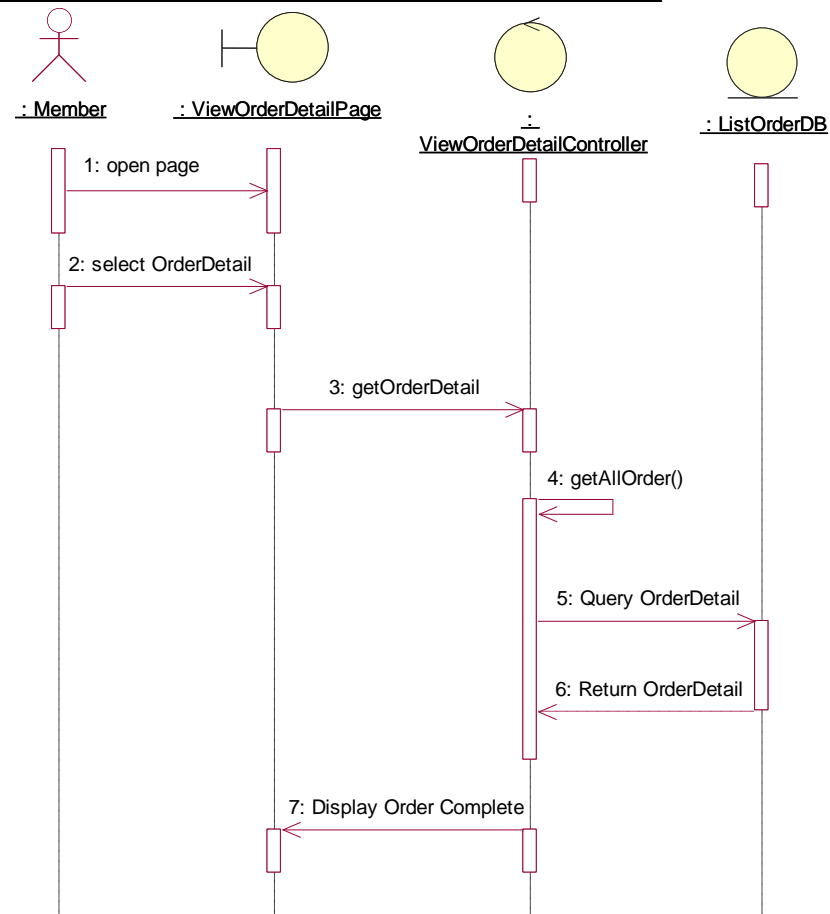 : Member
: ViewOrderDetailPage
:
ViewOrderDetailController
: ListOrderDB
1: open page
2: select OrderDetail
3: getOrderDetail
4: getAllOrder()
5: Query OrderDetail
6: Return OrderDetail
7: Display Order Complete